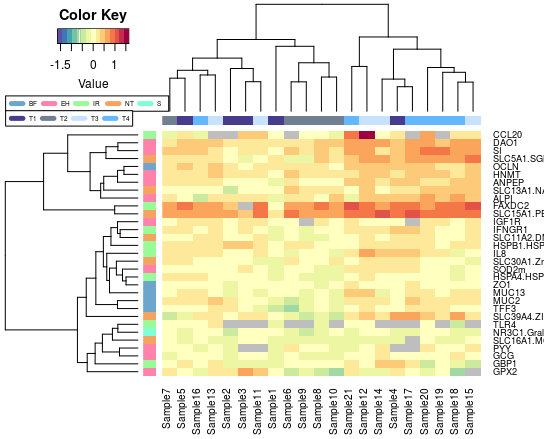 Color Key
-1.5 0 1
Value
BF EH IR NT S
T1 T2 T3 T4
CCL20
DAO1
SI
SLC5A1.SG
OCLN
HNMT
ANPEP
SLC13A1.NA
ALPI
FAXDC2
SLC15A1.PE
IGF1R
IFNGR1
SLC11A2.DM
HSPB1.HSP
IL8
SLC30A1.Zn
SOD2m
HSPA4.HSP
ZO1
MUC13
MUC2
TFF3
SLC39A4.ZI
TLR4
NR3C1.Gral
SLC16A1.MC
PYY
GCG
GBP1
GPX2
Sample7 Sample5 Sample16 Sample13 Sample2 Sample3 Sample11 Sample1 Sample6 Sample9 Sample8 Sample10 Sample21 Sample12 Sample14 Sample4 Sample17 Sample20 Sample19 Sample18 Sample15